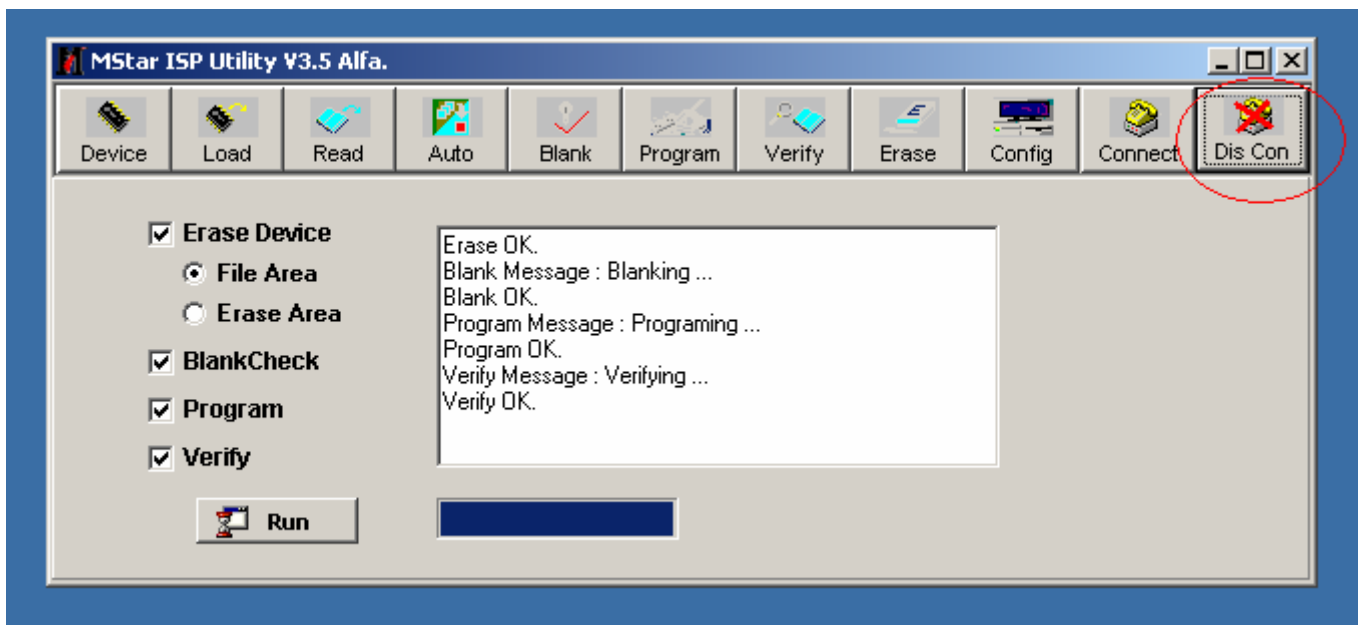 MStar ISP Utility V3.5 Alfa.
Device Load Read Auto Blank Program Verify Erase Config Connect Dis Con
Erase Device
File Area
Erase Area
BlankCheck
Program
Verify
Run
Erase OK.
Blank Message : Blanking ...
Blank OK.
Program Message : Programing ...
Program OK.
Verify Message : Verifying ...
Verify OK.